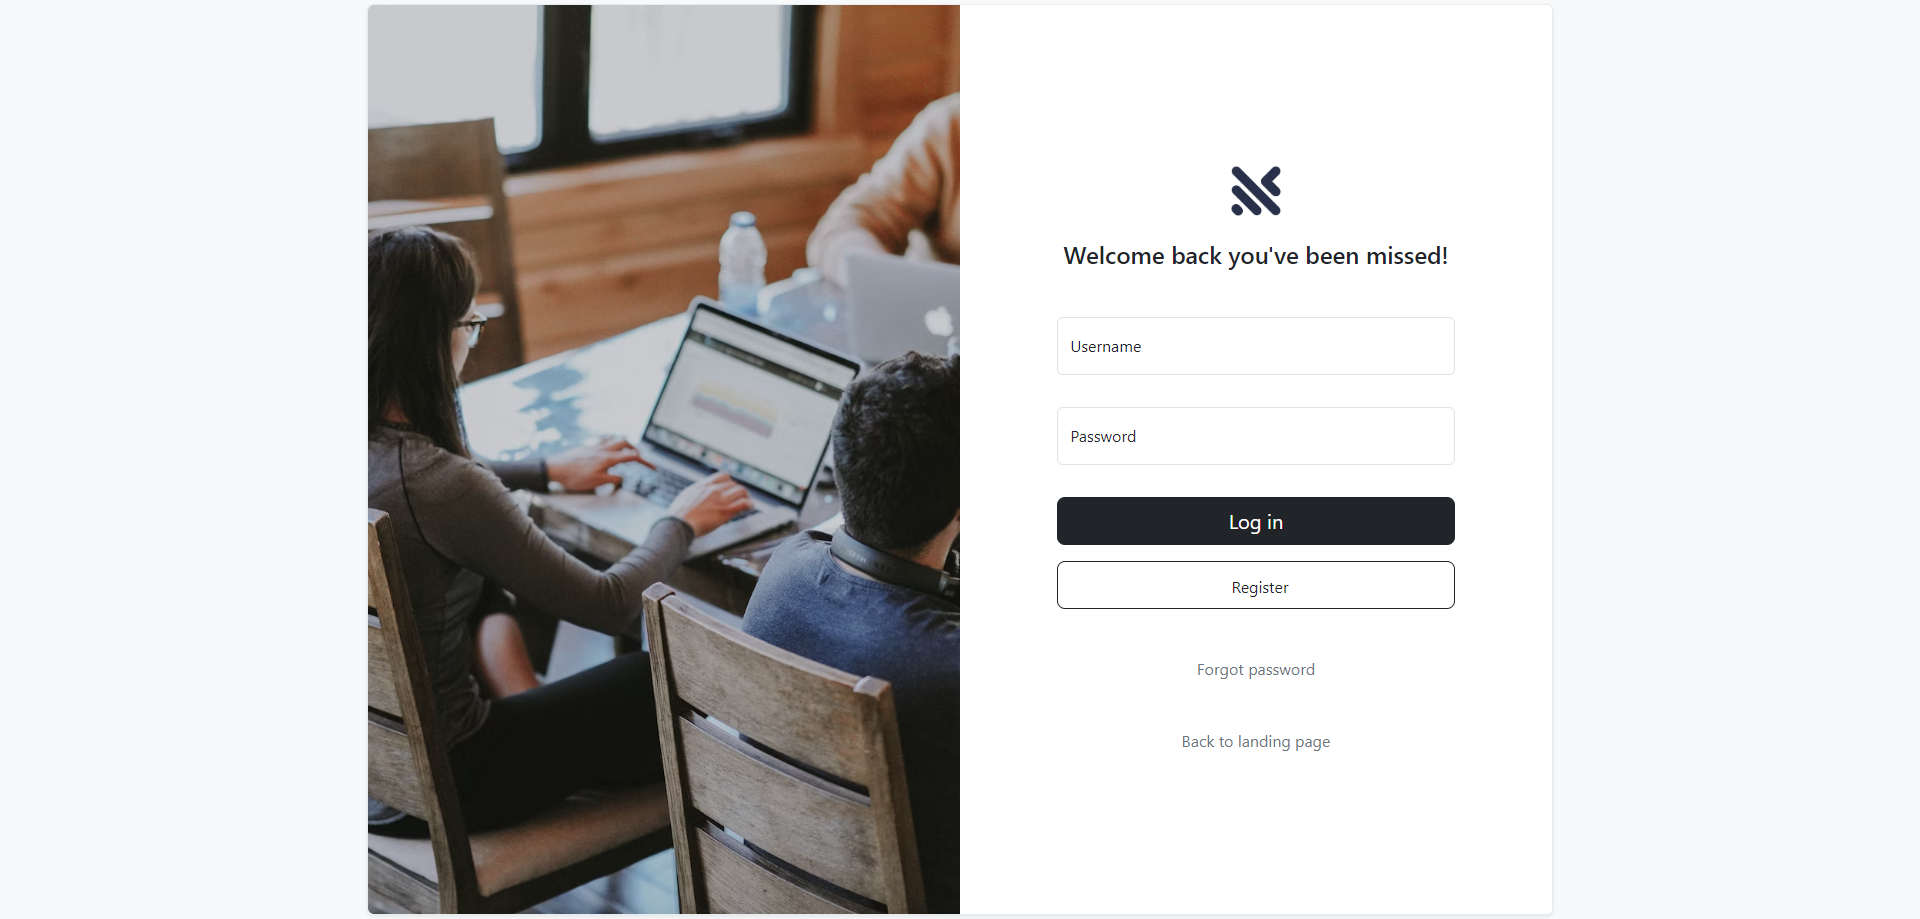 Welcome back you've been missed!
Username
Password
Log in
Register
Forgot password
Back to landing page